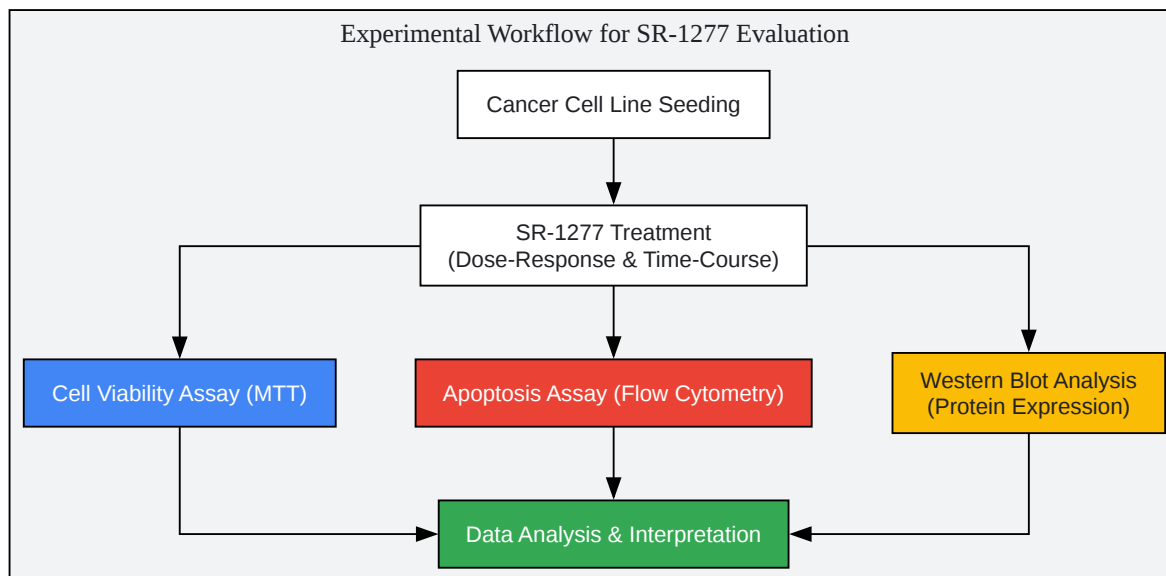 Experimental Workflow for SR-1277 Evaluation
Cancer Cell Line Seeding
SR-1277 Treatment
(Dose-Response & Time-Course)
Cell Viability Assay (MTT)
Apoptosis Assay (Flow Cytometry)
Western Blot Analysis
(Protein Expression)
Data Analysis & Interpretation